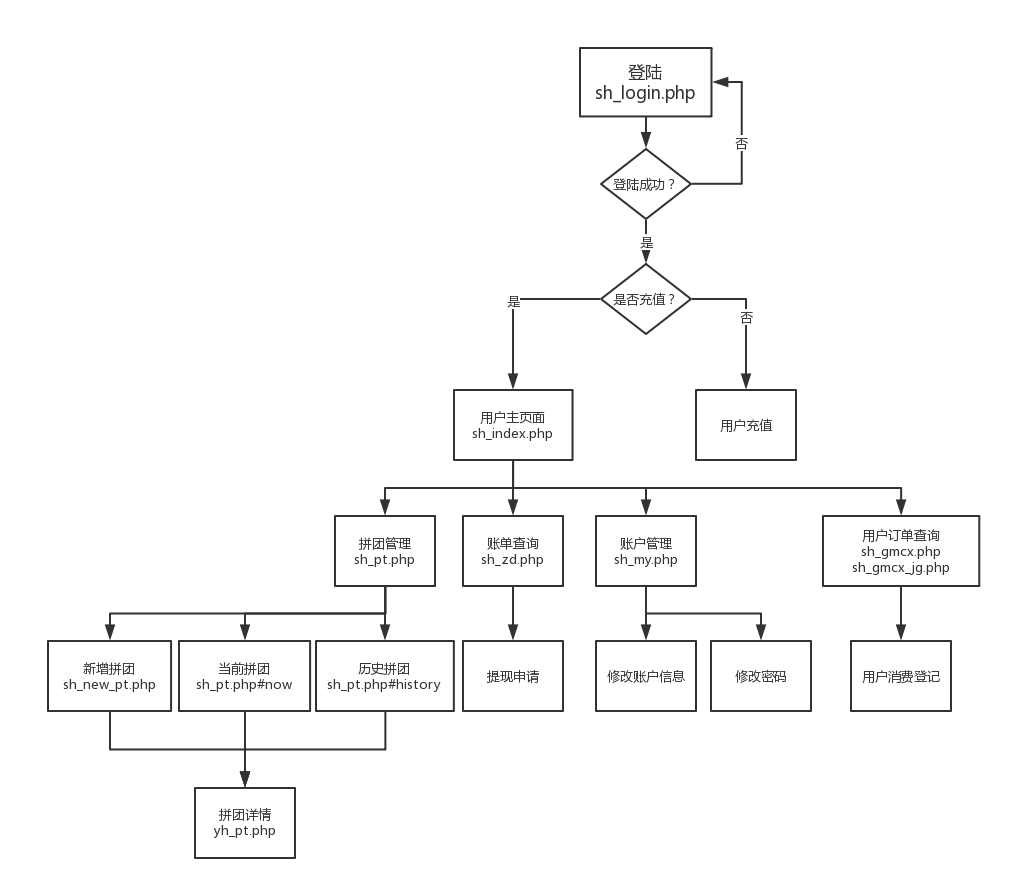 登陆
sh_login.php
否
登陆成功？
是
是否充值？
是
否
用户主页面
sh_index.php
用户充值
拼团管理
sh_pt.php
账单查询
sh_zd.php
账户管理
sh_my.php
用户订单查询
sh_gmcx.php
sh_gmcx_jg.php
新增拼团
sh_new_pt.php
当前拼团
sh_pt.php#now
历史拼团
sh_pt.php#history
提现申请
修改账户信息
修改密码
用户消费登记
拼团详情
yh_pt.php